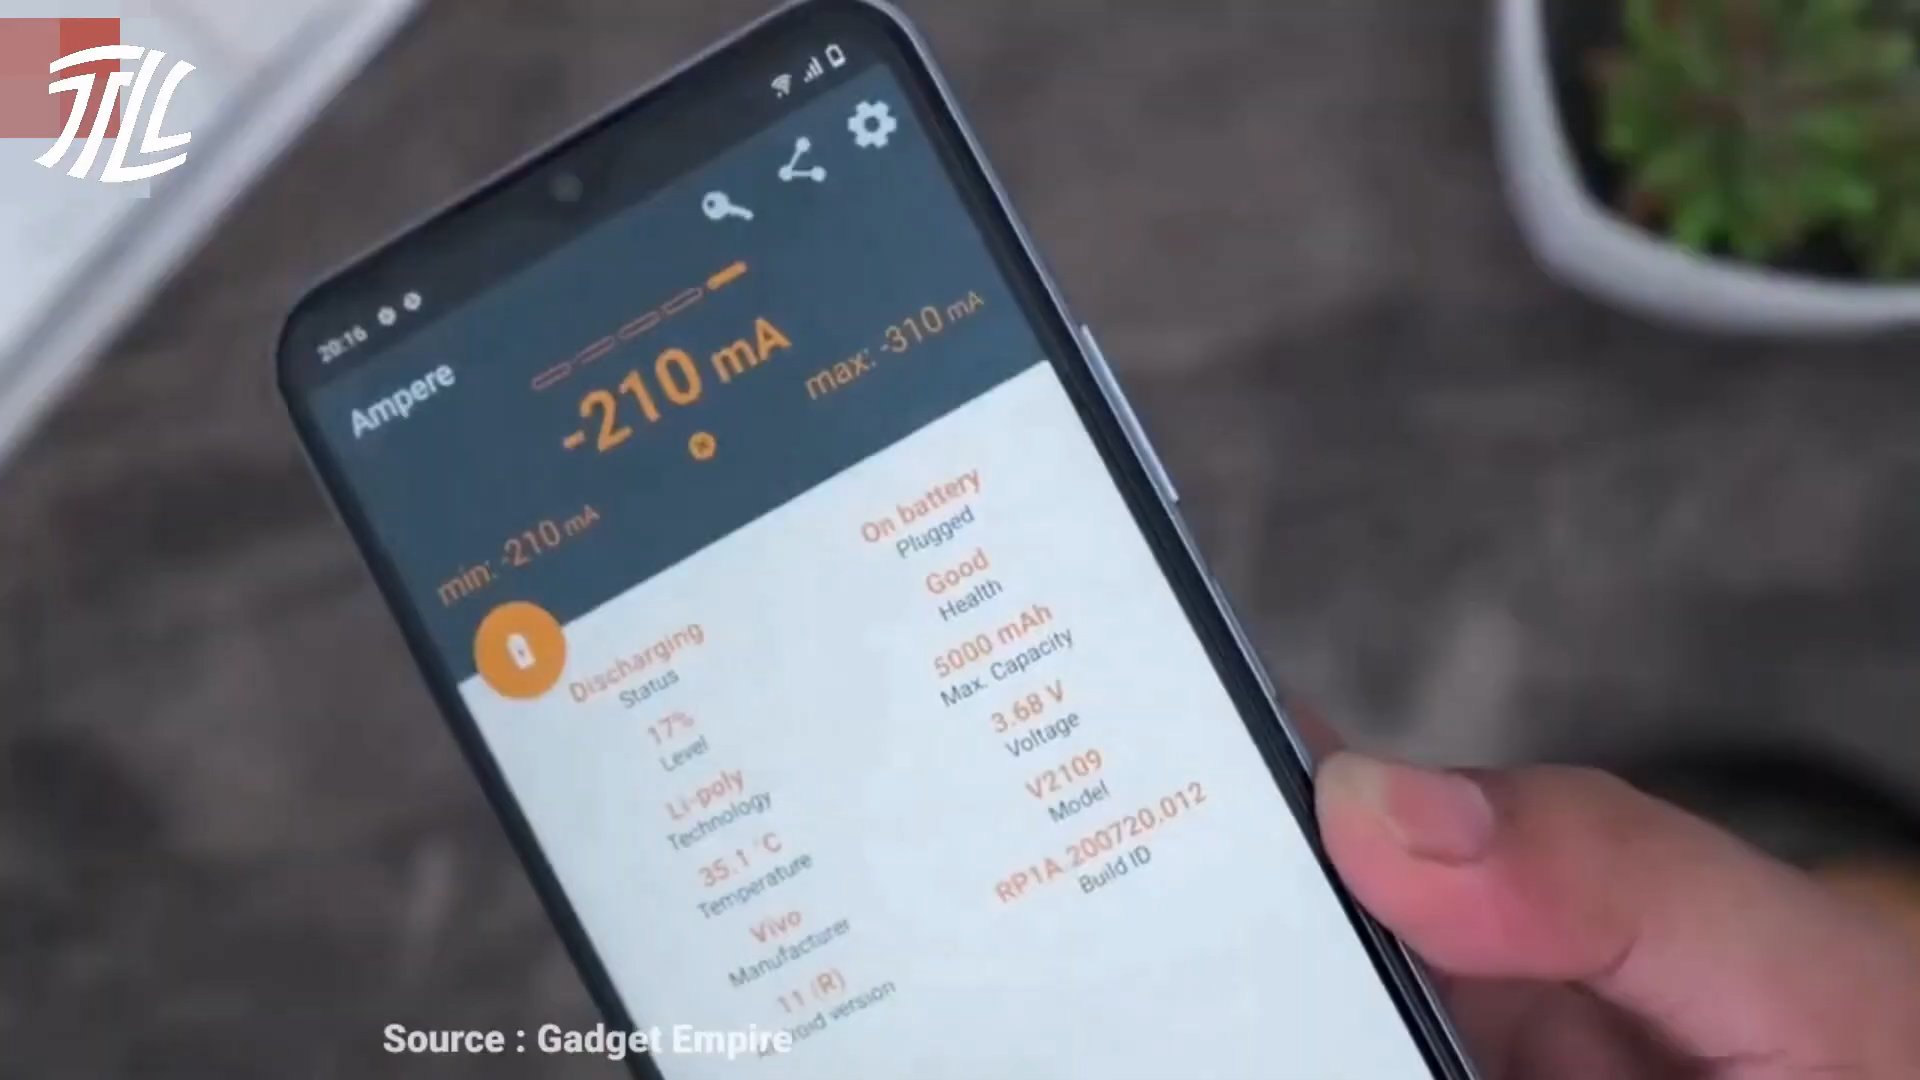 TLC
20:16
Ampere
-210 mA
min: -210 mA
max: -310 mA
Discharging
Status
17%
Level
Li-poly
Technology
35.1 °C
Temperature
Vivo
Manufacturer
11 (R)
version
On battery
Plugged
Good
Health
5000 mAh
Max. Capacity
3.68 V
Voltage
V2109
Model
RP1A.200720.012
Build ID
Source : Gadget Empire